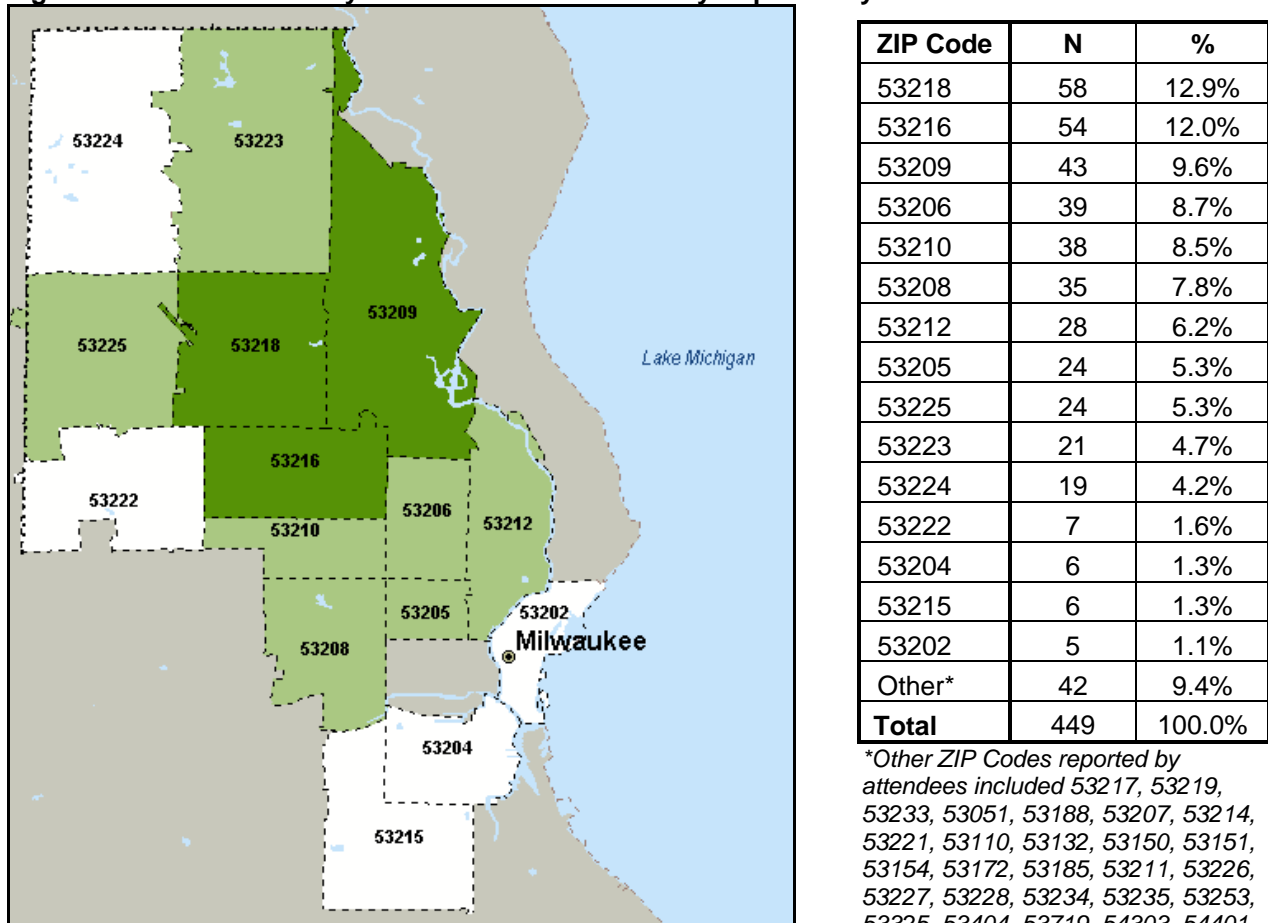 53224
53223
53209
53225
53218
Lake Michigan
53216
53222
53206
53212
53210
53205
53202
Milwaukee
53208
53204
53215
ZIP Code N %
53218 58 12.9%
53216 54 12.0%
53209 43 9.6%
53206 39 8.7%
53210 38 8.5%
53208 35 7.8%
53212 28 6.2%
53205 24 5.3%
53225 24 5.3%
53223 21 4.7%
53224 19 4.2%
53222 7 1.6%
53204 6 1.3%
53215 6 1.3%
53202 5 1.1%
Other* 42 9.4%
Total 449 100.0%
*Other ZIP Codes reported by
attendees included 53217, 53219,
53233, 53051, 53188, 53207, 53214,
53221, 53110, 53132, 53150, 53151,
53154, 53172, 53185, 53211, 53226,
53227, 53228, 53234, 53235, 53253,
53325, 53404, 53719, 54303, 54401